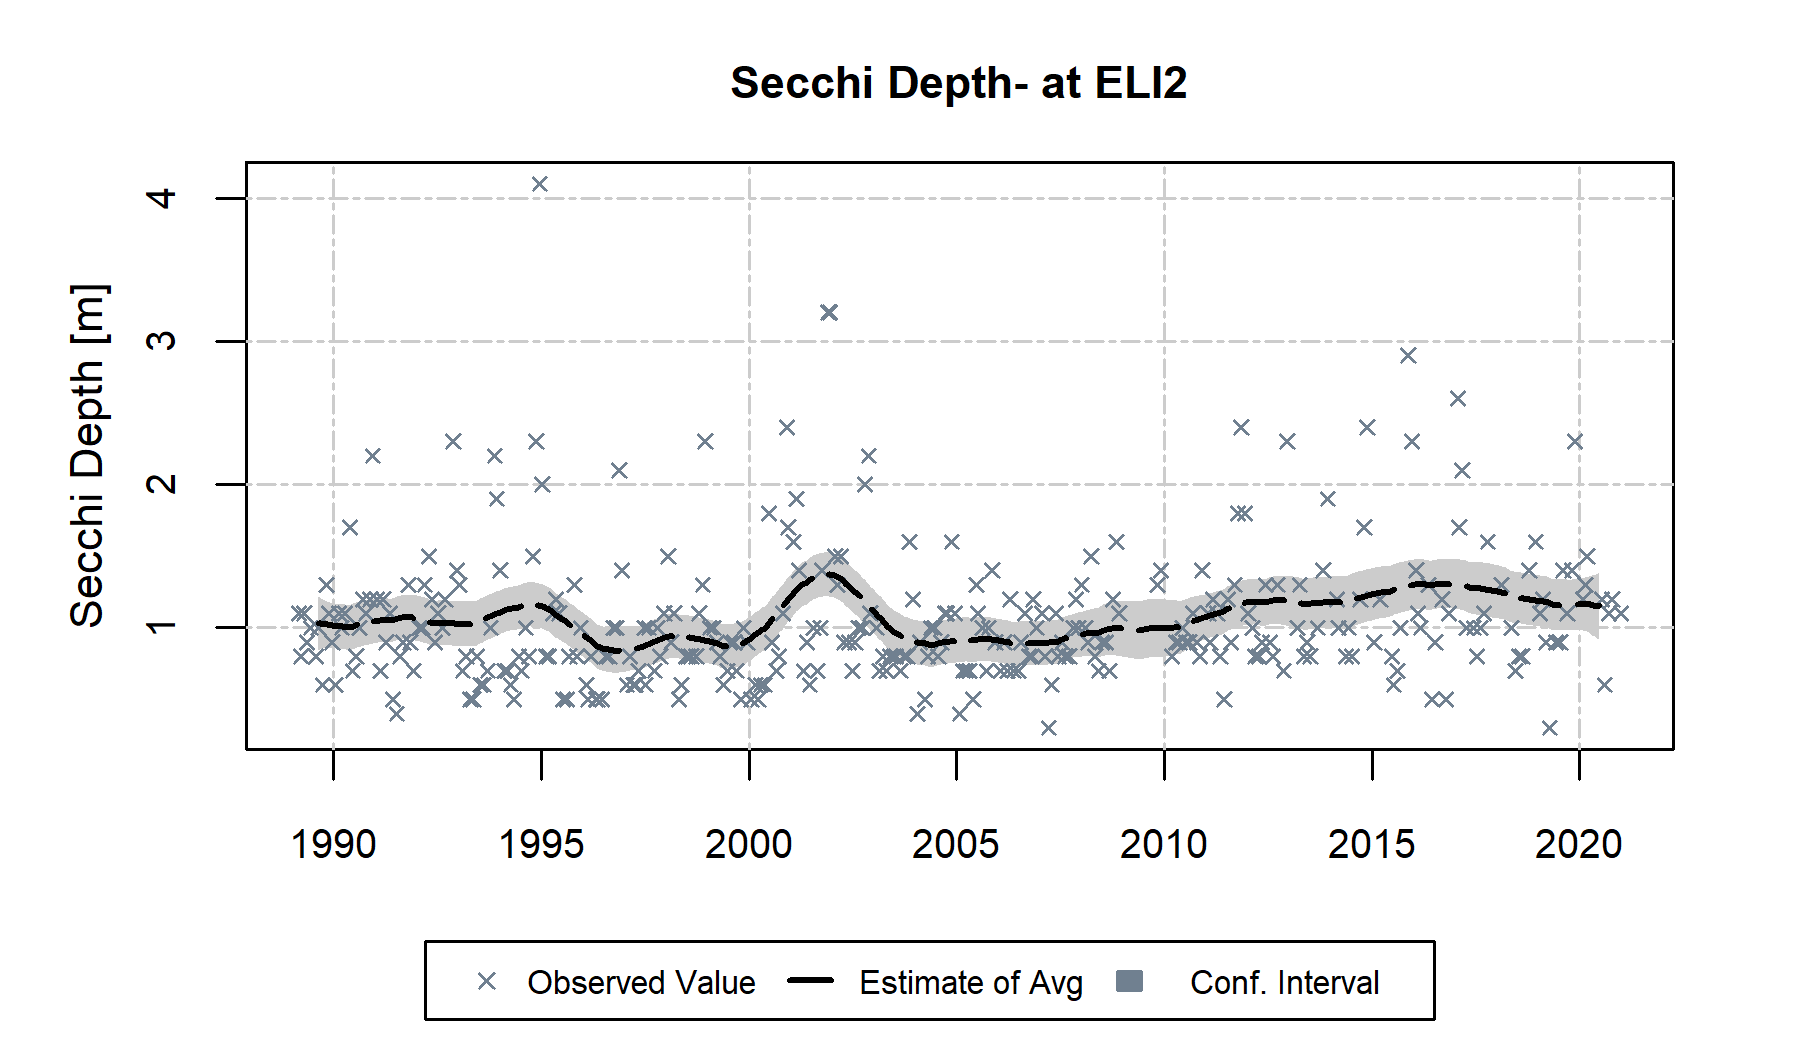 Secchi Depth- at ELI2
Secchi Depth [m]
4
3
2
1
1990 1995 2000 2005 2010 2015 2020
Observed Value Estimate of Avg Conf. Interval